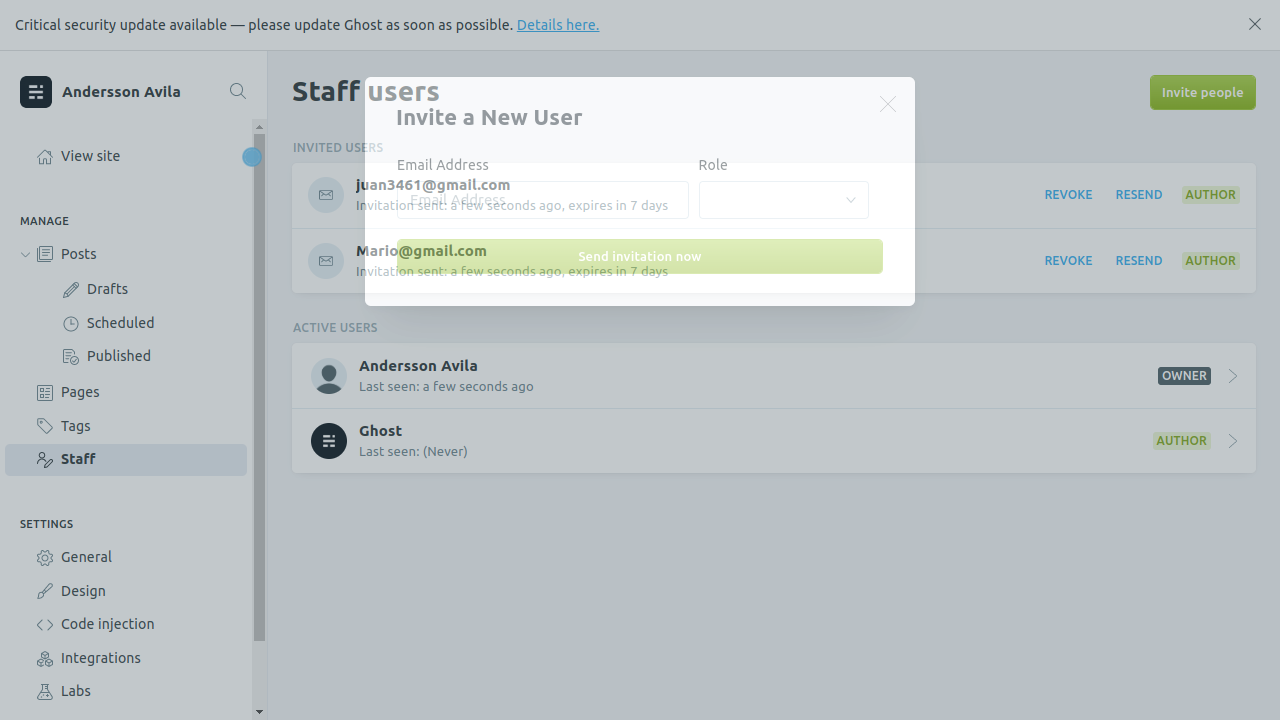 Critical security update available — please update Ghost as soon as possible. Details here.
Andersson Avila
View site
MANAGE
Posts
Drafts
Scheduled
Published
Pages
Tags
Staff
SETTINGS
General
Design
Code injection
Integrations
Labs
Staff users
Invite people
Invite a New User
Email Address
Role
Email Address
Send invitation now
INVITED USERS
juan3461@gmail.com
Invitation sent: a few seconds ago, expires in 7 days
REVOKE
RESEND
AUTHOR
Mario@gmail.com
Invitation sent: a few seconds ago, expires in 7 days
REVOKE
RESEND
AUTHOR
ACTIVE USERS
Andersson Avila
Last seen: a few seconds ago
OWNER
Ghost
Last seen: (Never)
AUTHOR